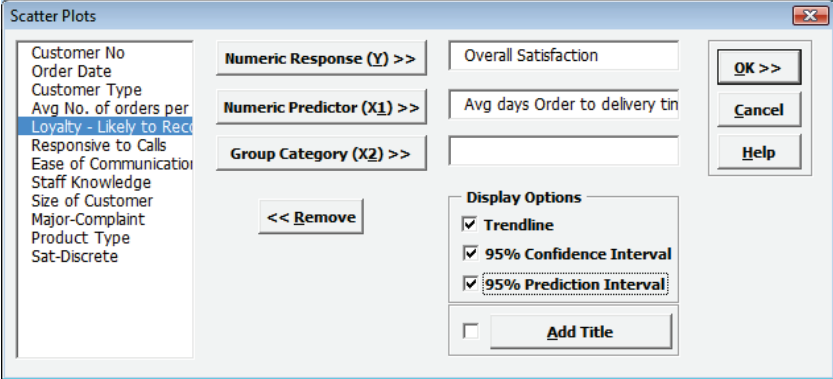 Scatter Plots
Customer No
Order Date
Customer Type
Avg No. of orders per
Loyalty - Likely to Reco
Responsive to Calls
Ease of Communication
Staff Knowledge
Size of Customer
Major-Complaint
Product Type
Sat-Discrete
Numeric Response (Y) >>
Overall Satisfaction
Numeric Predictor (X1) >>
Avg days Order to delivery tin
Group Category (X2) >>
<< Remove
Display Options
Trendline
95% Confidence Interval
95% Prediction Interval
Add Title
OK >>
Cancel
Help